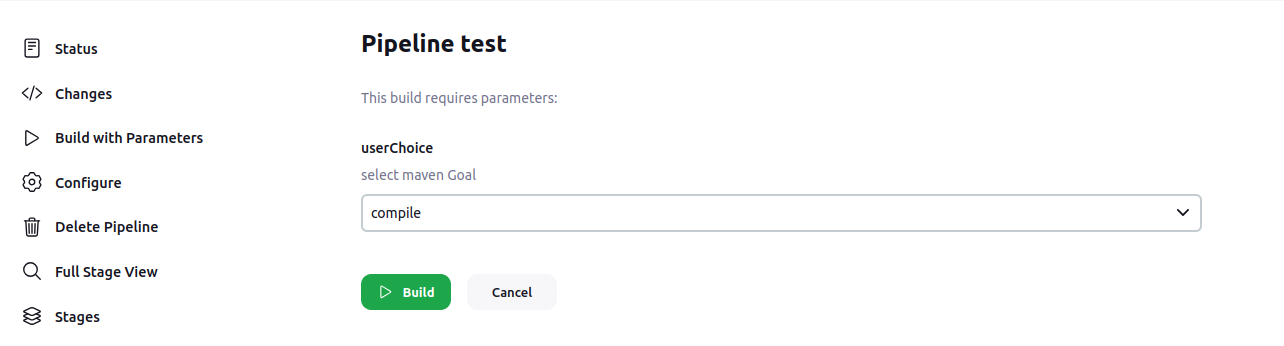 Status
Changes
Build with Parameters
Configure
Delete Pipeline
Full Stage View
Stages
Pipeline test
This build requires parameters:
userChoice
select maven Goal
compile
Build
Cancel